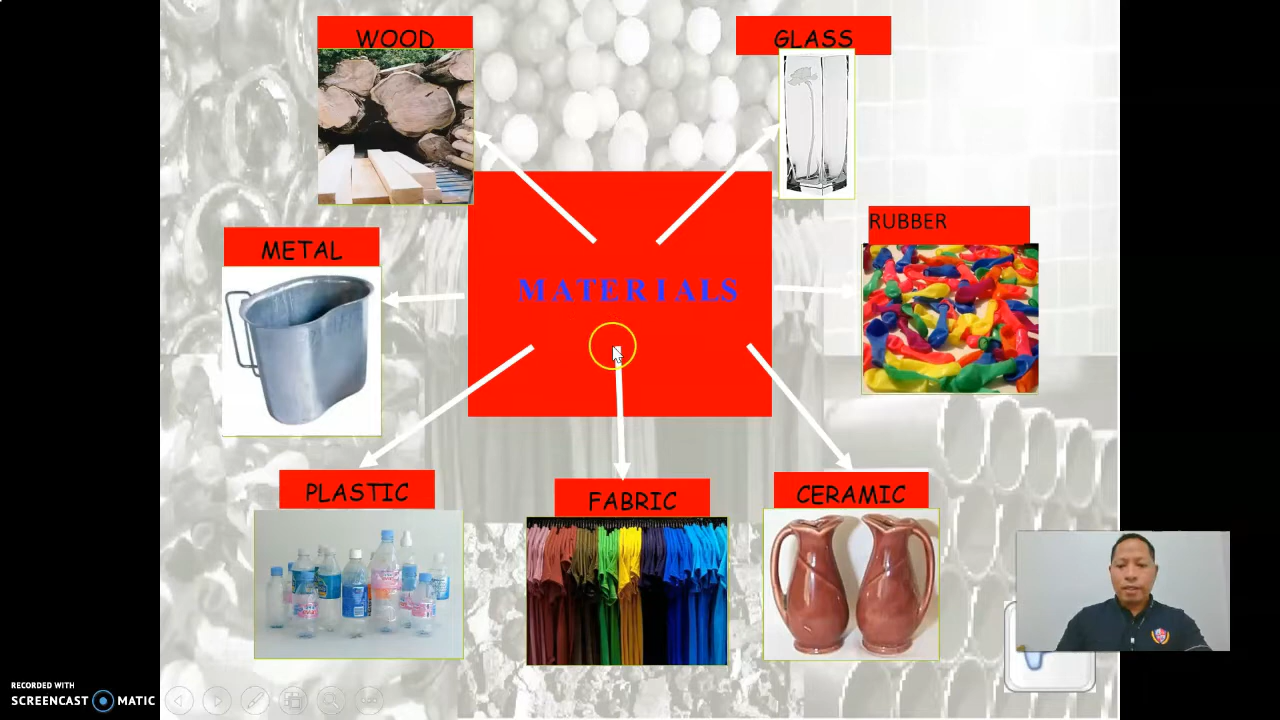 WOOD
GLASS
RUBBER
METAL
MATERIALS
PLASTIC
FABRIC
CERAMIC
RECORDED WITH
SCREENCAST MATIC